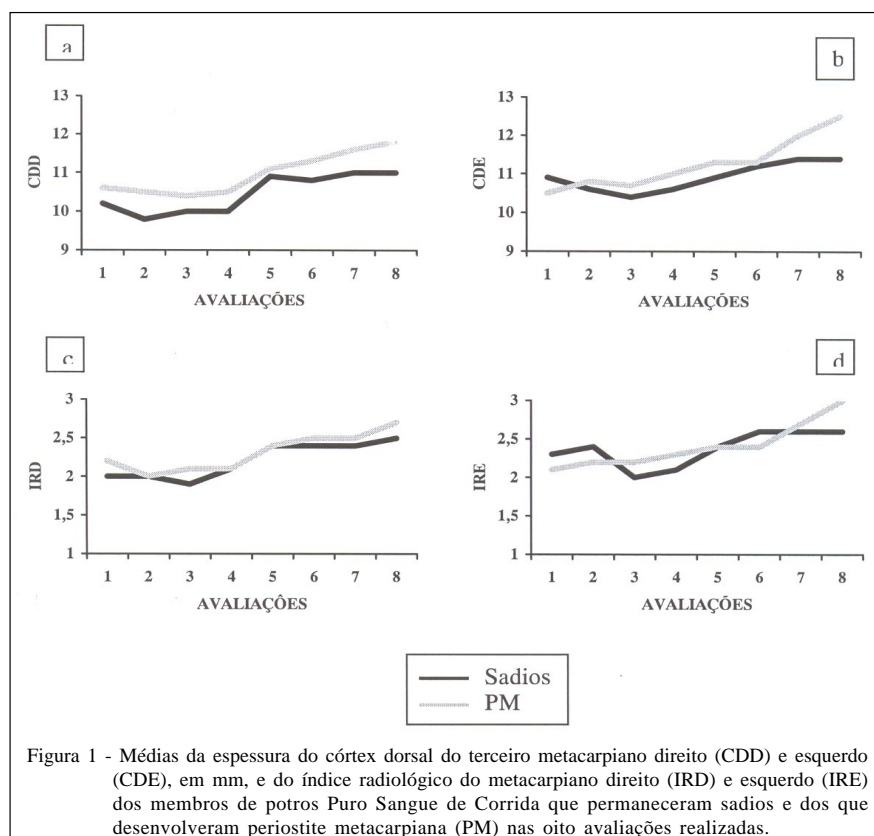 a
13
12
11
10
9
CDD
1 2 3 4 5 6 7 8
AVALIAÇÕES
b
13
12
11
10
9
CDE
1 2 3 4 5 6 7 8
AVALIAÇÕES
c
3
2,5
2
1,5
1
IRD
1 2 3 4 5 6 7 8
AVALIAÇÔES
d
3
2,5
2
1,5
1
IRE
1 2 3 4 5 6 7 8
AVALIAÇÕES
Sadios
PM
Figura 1 - Médias da espessura do córtex dorsal do terceiro metacarpiano direito (CDD) e esquerdo
(CDE), em mm, e do índice radiológico do metacarpiano direito (IRD) e esquerdo (IRE)
dos membros de potros Puro Sangue de Corrida que permaneceram sadios e dos que
desenvolveram periostite metacarpiana (PM) nas oito avaliações realizadas.